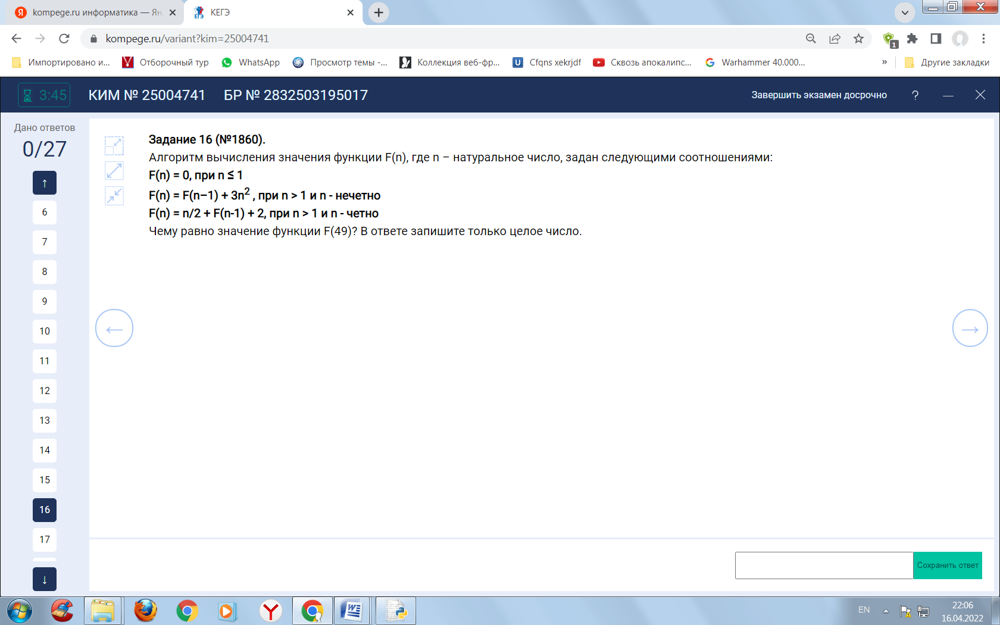 kompege.ru информатика — Ян
КЕГЭ
kompege.ru/variant?kim=25004741
1
Импортировано и...
Отборочный тур
WhatsApp
Просмотр темы -...
Коллекция веб-фр...
Cfqns xekrjdf
Сквозь апокалипс...
Warhammer 40.000...
»
Другие закладки
3:45
КИМ № 25004741
БР № 2832503195017
Завершить экзамен досрочно
?
Дано ответов
0/27
6
7
8
9
10
11
12
13
14
15
16
17
Задание 16 (№1860).
Алгоритм вычисления значения функции F(n), где n – натуральное число, задан следующими соотношениями:
F(n) = 0, при n ≤ 1
F(n) = F(n–1) + 3n² , при n > 1 и n - нечетно
F(n) = n/2 + F(n-1) + 2, при n > 1 и n - четно
Чему равно значение функции F(49)? В ответе запишите только целое число.
Сохранить ответ
EN
22:06
16.04.2022